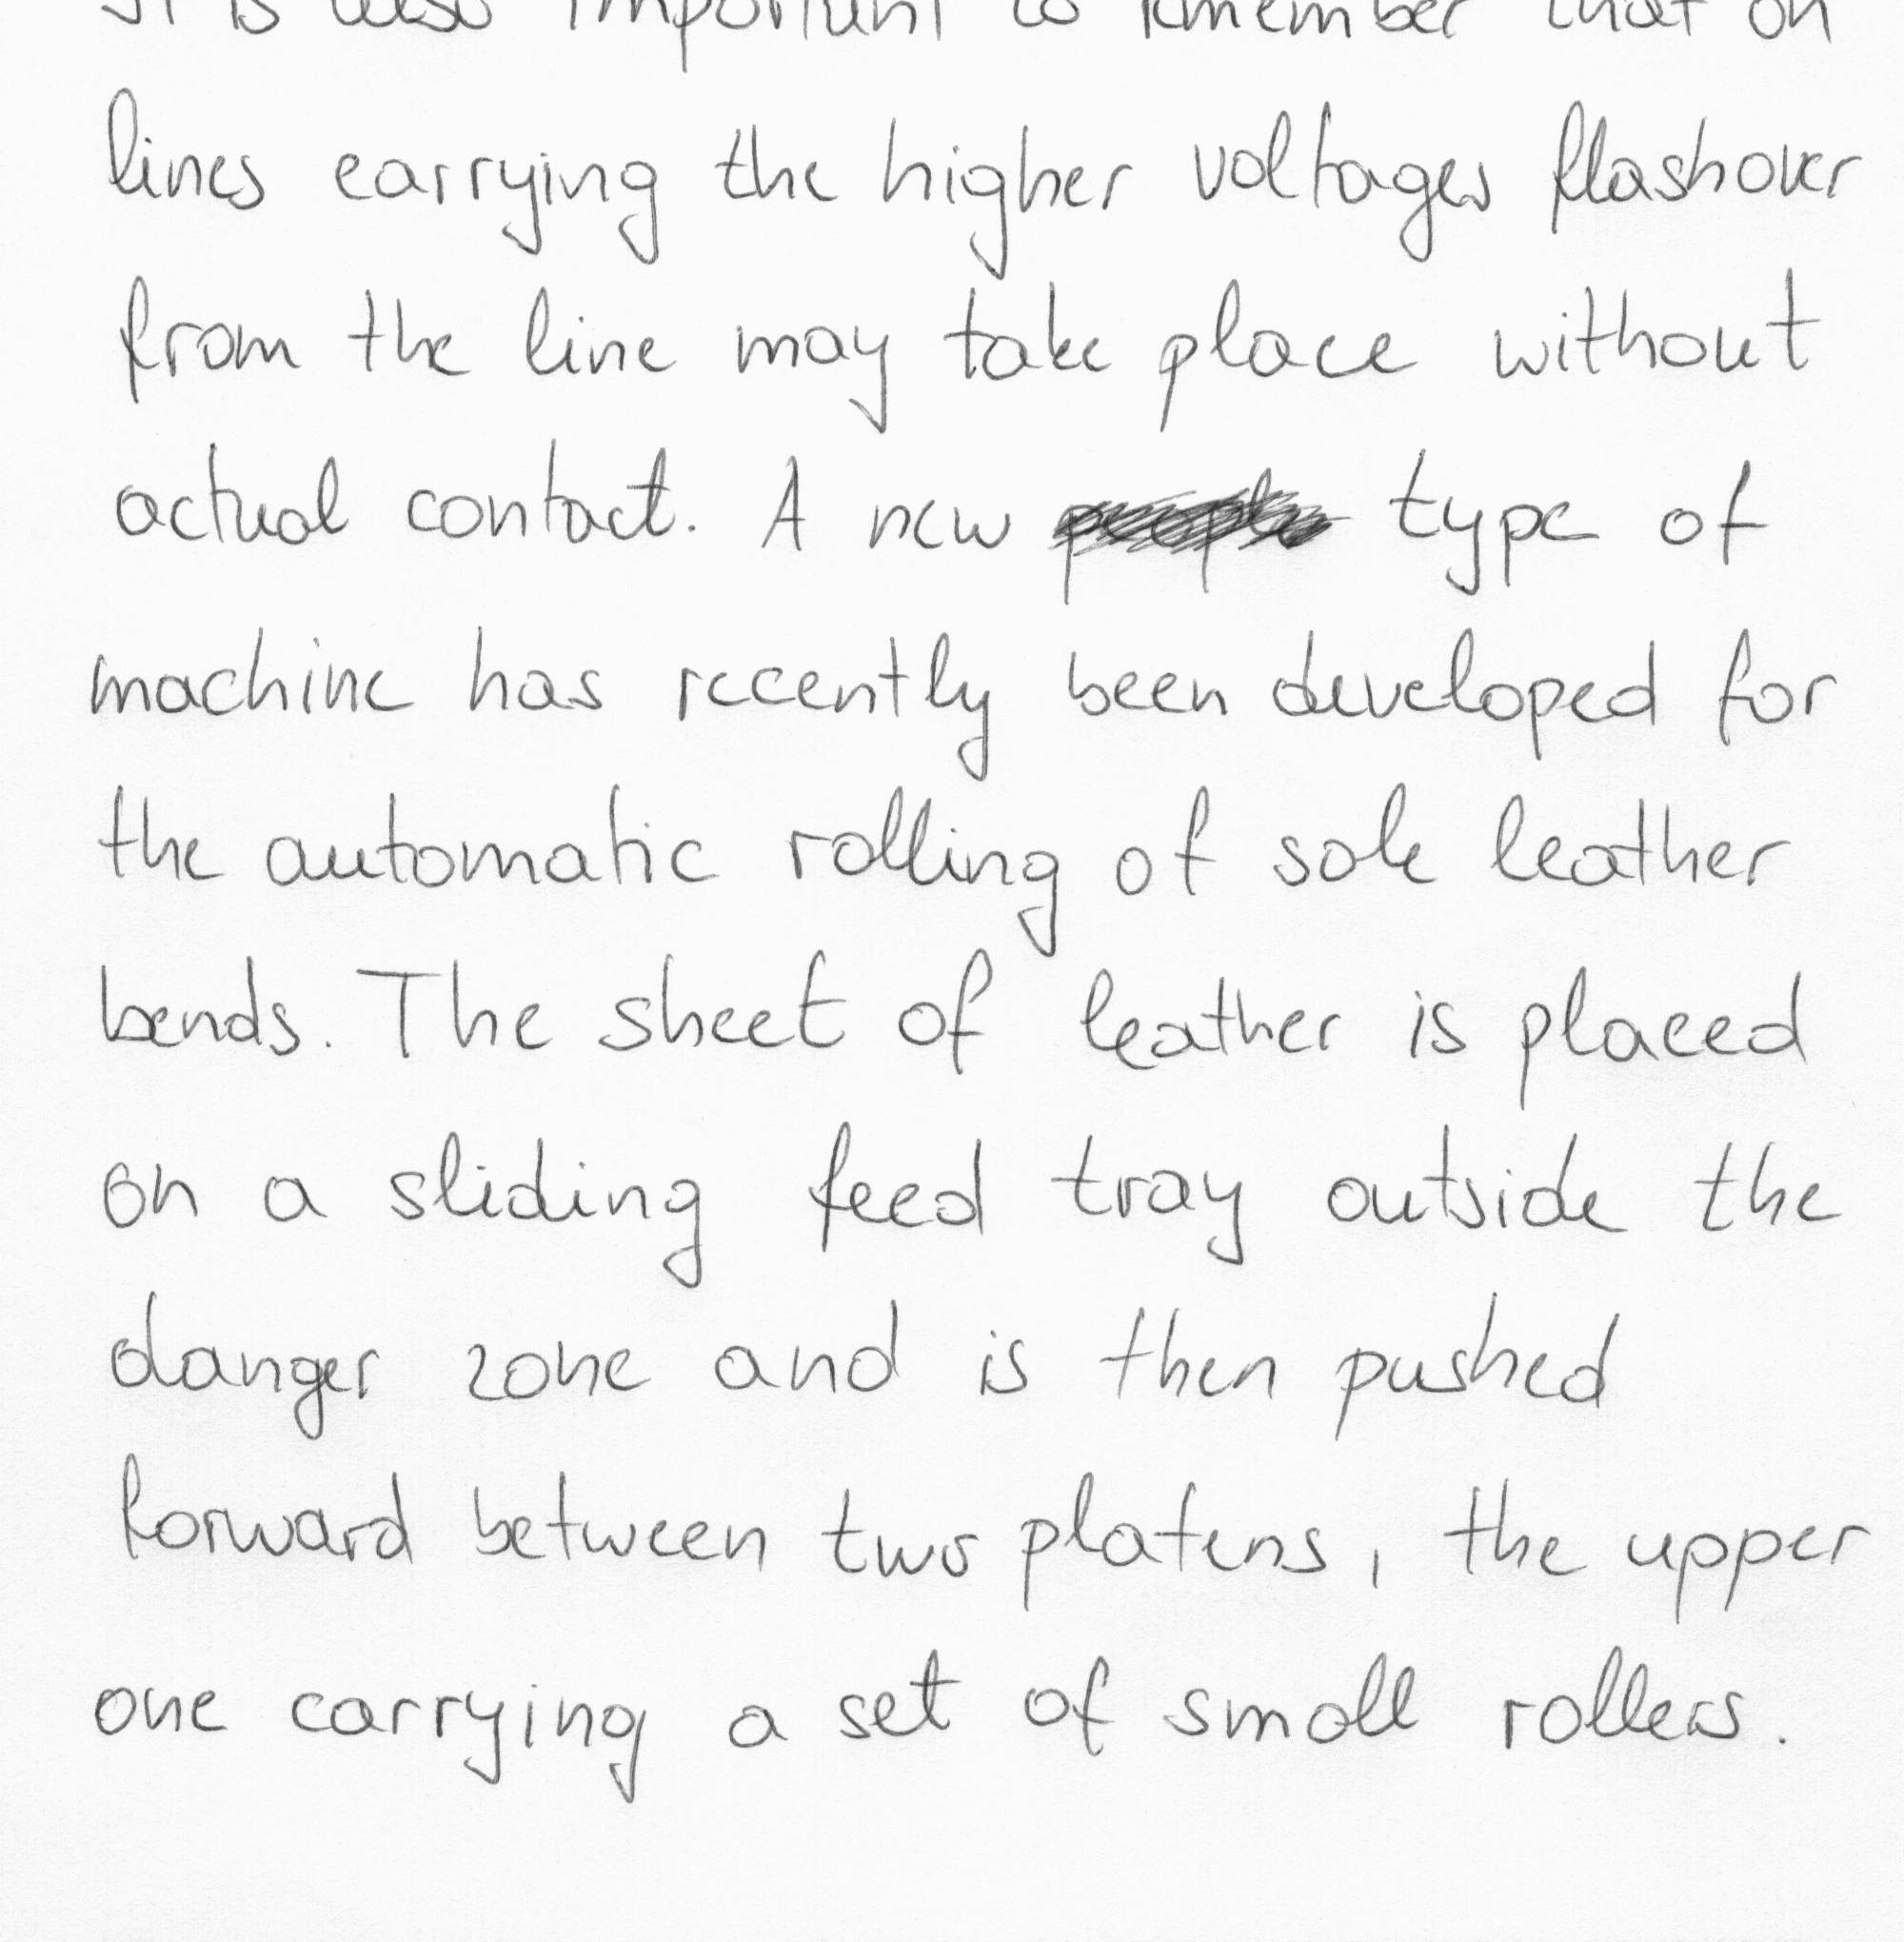 It is also important to remember that on
lines carrying the higher voltages flashover
from the line may take place without
actual contact. A new type of
machine has recently been developed for
the automatic rolling of sole leather
bends. The sheet of leather is placed
on a sliding feed tray outside the
danger zone and is then pushed
forward between two platens, the upper
one carrying a set of small rollers.